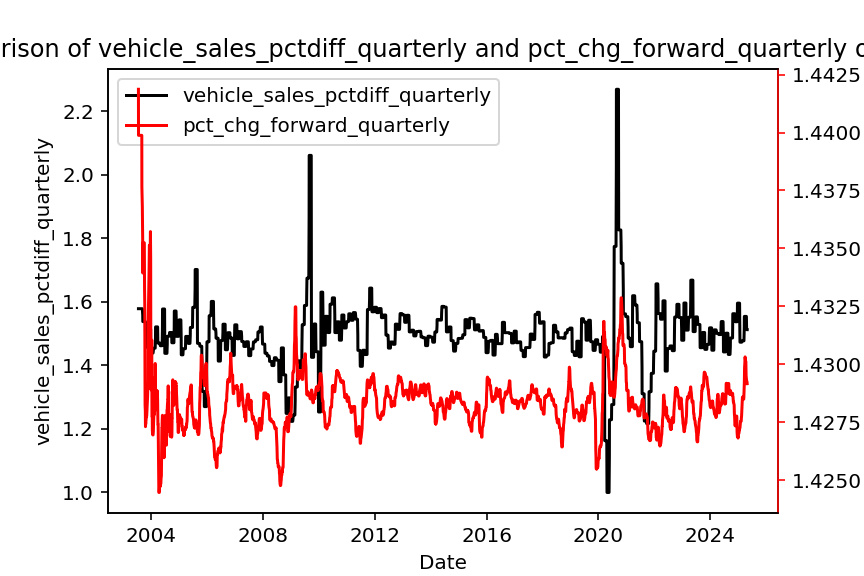 rison of vehicle_sales_pctdiff_quarterly and pct_chg_forward_quarterly o
vehicle_sales_pctdiff_quarterly
pct_chg_forward_quarterly
vehicle_sales_pctdiff_quarterly
2.2
2.0
1.8
1.6
1.4
1.2
1.0
1.4425
1.4400
1.4375
1.4350
1.4325
1.4300
1.4275
1.4250
2004 2008 2012 2016 2020 2024
Date